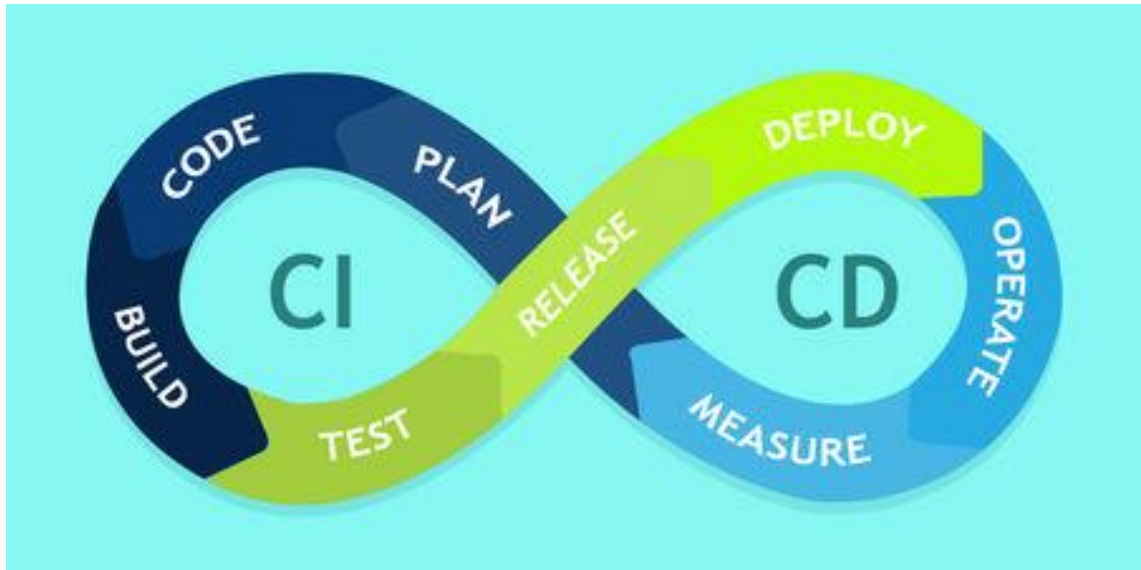 CODE
PLAN
DEPLOY
CI
CD
RELEASE
OPERATE
BUILD
TEST
MEASURE